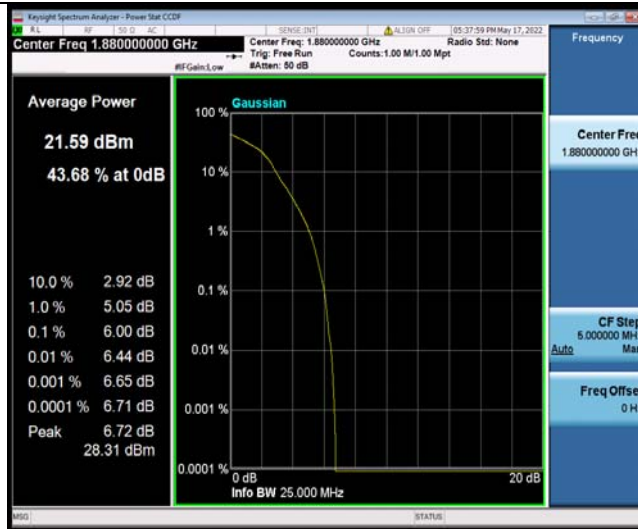 Keysight Spectrum Analyzer - Power Stat CCDF
RL RF 50 Ω AC SENSE:INT ALIGN OFF 05:37:59 PM May 17, 2022
Center Freq 1.880000000 GHz
Center Freq: 1.880000000 GHz Radio Std: None
Trig: Free Run Counts:1.00 M/1.00 Mpt
#IFGain:Low #Atten: 50 dB
Frequency
Average Power
21.59 dBm
43.68 % at 0dB
10.0 % 2.92 dB
1.0 % 5.05 dB
0.1 % 6.00 dB
0.01 % 6.44 dB
0.001 % 6.65 dB
0.0001 % 6.71 dB
Peak 6.72 dB
28.31 dBm
Gaussian
100 %
10 %
1 %
0.1 %
0.01 %
0.001 %
0.0001 %
0 dB 20 dB
Info BW 25.000 MHz
Center Fre
1.880000000 GH
CF Step
5.000000 MH
Auto Ma
Freq Offse
0 H
MSG STATUS